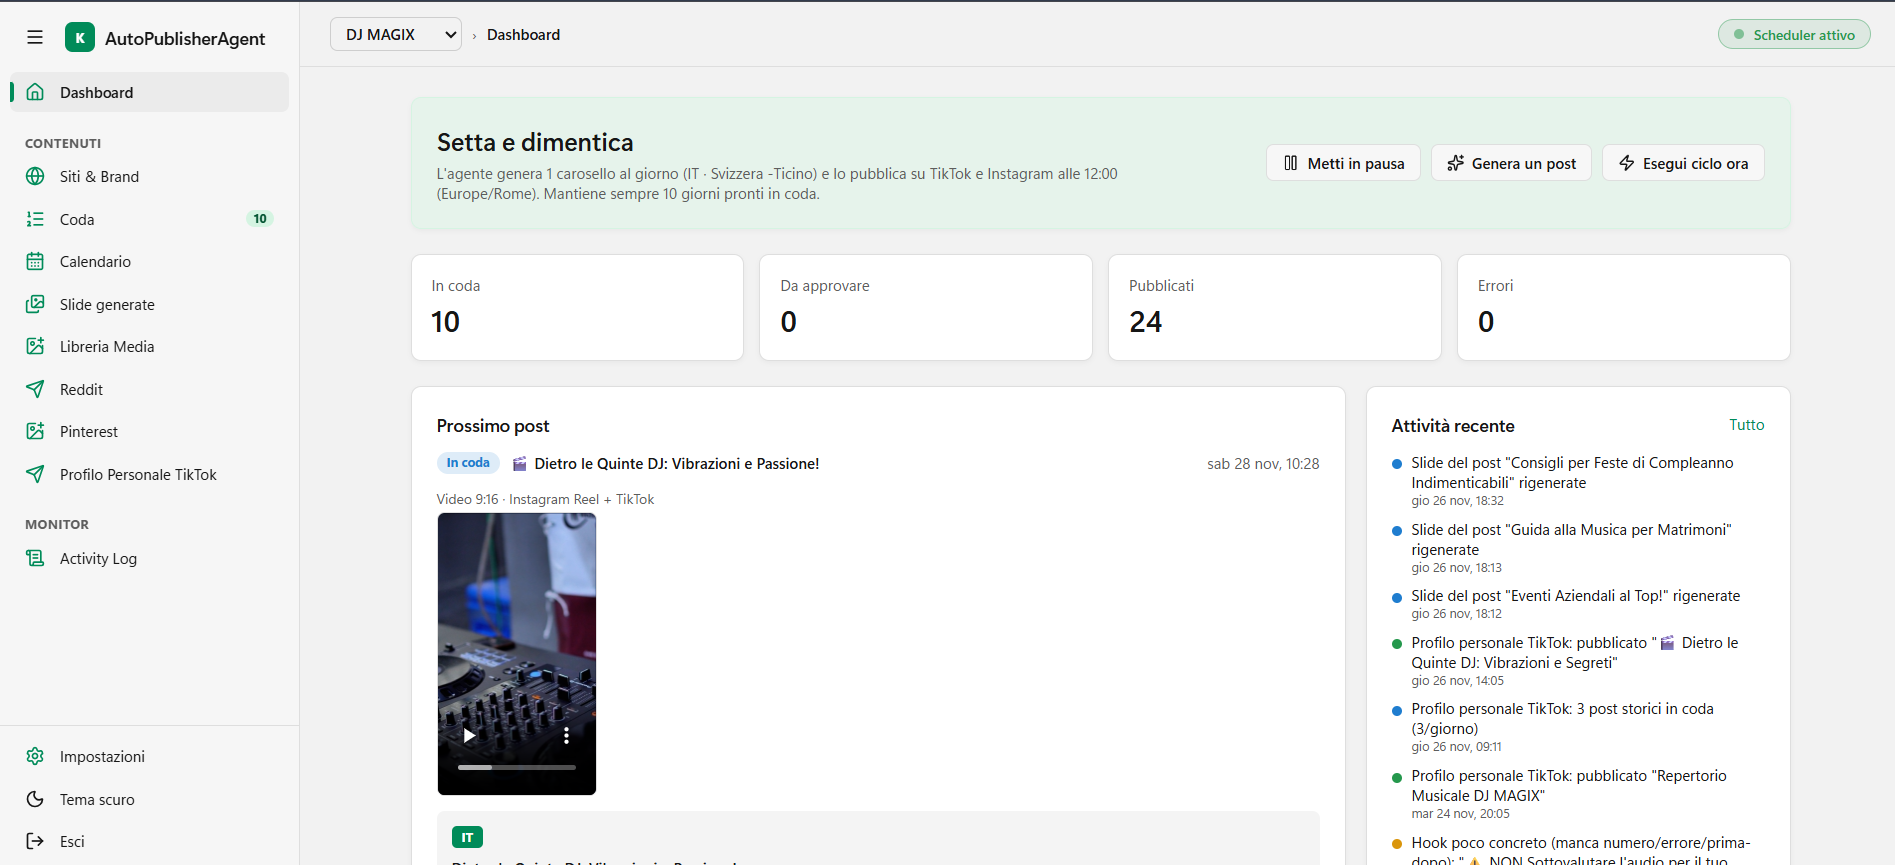 K
AutoPublisherAgent
DJ MAGIX
›
Dashboard
Scheduler attivo
Dashboard
CONTENUTI
Siti & Brand
Coda
10
Calendario
Slide generate
Libreria Media
Reddit
Pinterest
Profilo Personale TikTok
MONITOR
Activity Log
Impostazioni
Tema scuro
Esci
Setta e dimentica
L'agente genera 1 carosello al giorno (IT · Svizzera -Ticino) e lo pubblica su TikTok e Instagram alle 12:00
(Europe/Rome). Mantiene sempre 10 giorni pronti in coda.
Metti in pausa
Genera un post
Esegui ciclo ora
In coda
10
Da approvare
0
Pubblicati
24
Errori
0
Prossimo post
In coda
🎬 Dietro le Quinte DJ: Vibrazioni e Passione!
sab 28 nov, 10:28
Video 9:16 · Instagram Reel + TikTok
IT
Attività recente
Tutto
Slide del post "Consigli per Feste di Compleanno
Indimenticabili" rigenerate
gio 26 nov, 18:32
Slide del post "Guida alla Musica per Matrimoni"
rigenerate
gio 26 nov, 18:13
Slide del post "Eventi Aziendali al Top!" rigenerate
gio 26 nov, 18:12
Profilo personale TikTok: pubblicato "🎬 Dietro le
Quinte DJ: Vibrazioni e Segreti"
gio 26 nov, 14:05
Profilo personale TikTok: 3 post storici in coda
(3/giorno)
gio 26 nov, 09:11
Profilo personale TikTok: pubblicato "Repertorio
Musicale DJ MAGIX"
mar 24 nov, 20:05
Hook poco concreto (manca numero/errore/prima-
dopo): "⚠️ NON Sottovalutare l'audio per il tuo